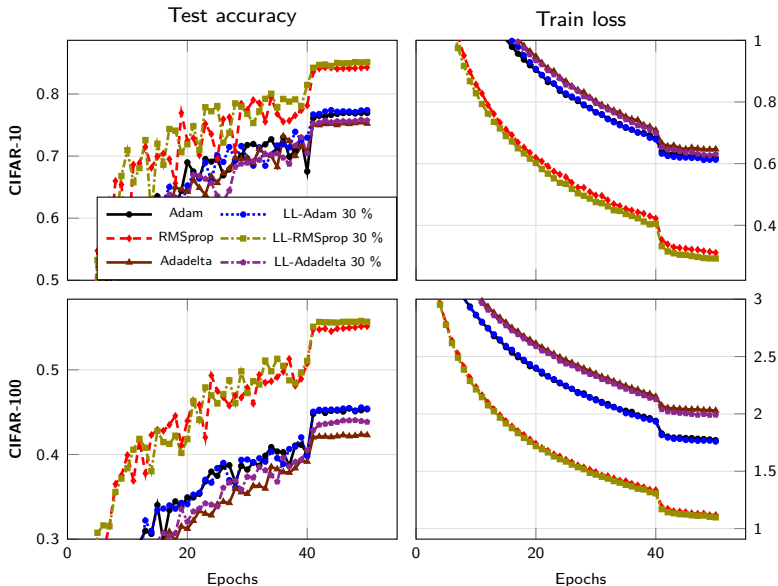 Test accuracy
Train loss
CIFAR-10
0.8
0.7
0.6
0.5
1
0.8
0.6
0.4
Adam
LL-Adam 30 %
RMSprop
LL-RMSprop 30 %
Adadelta
LL-Adadelta 30 %
CIFAR-100
0.5
0.4
0.3
3
2.5
2
1.5
1
0
20
40
20
40
Epochs
Epochs